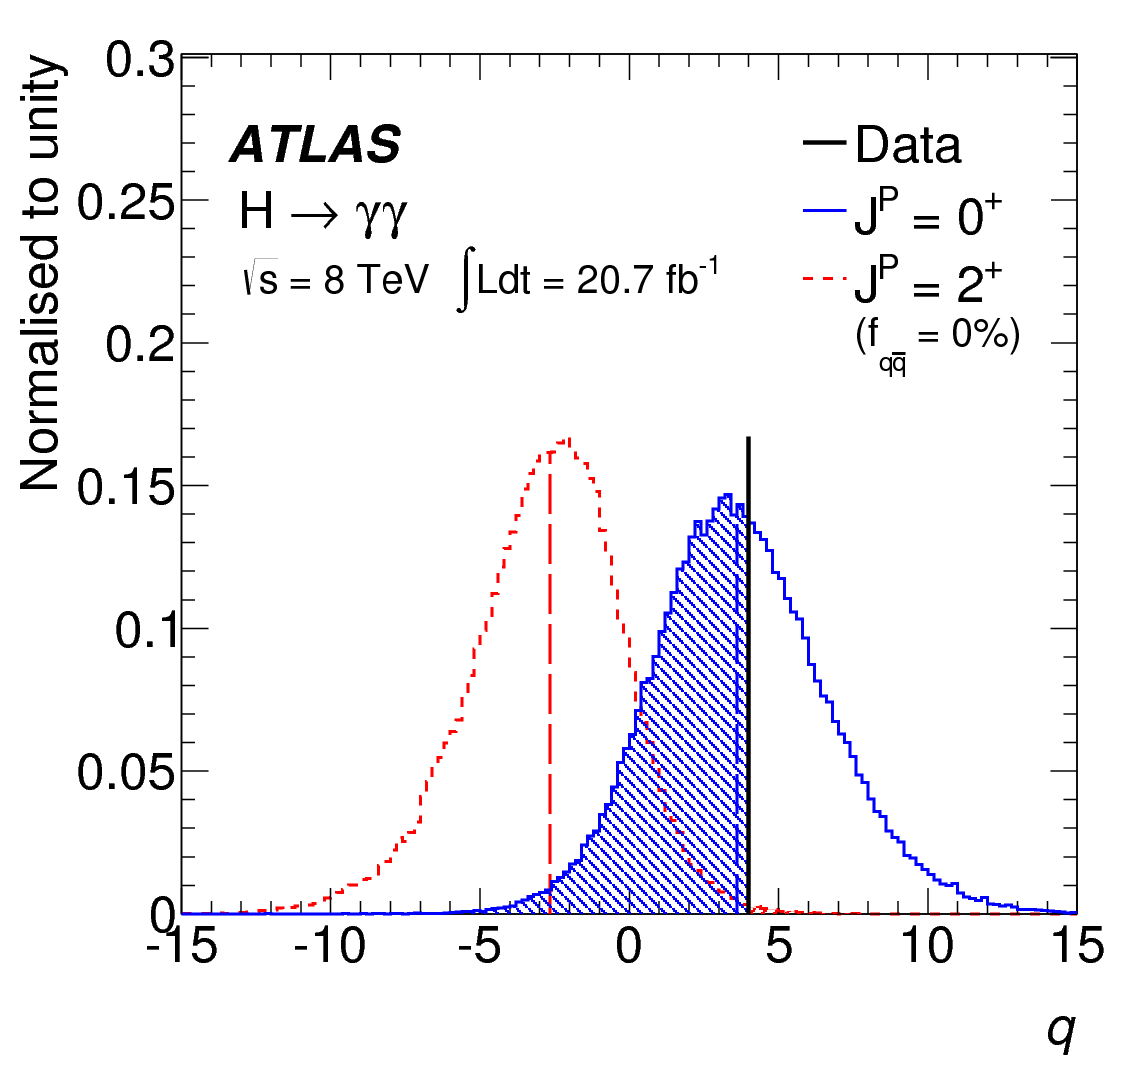 Normalised to unity
0.3
0.25
0.2
0.15
0.1
0.05
0
ATLAS
H → γγ
√s = 8 TeV ∫Ldt = 20.7 fb⁻¹
Data
Jᴾ = 0⁺
Jᴾ = 2⁺
(f_qq̄ = 0%)
-15 -10 -5 0 5 10 15
q